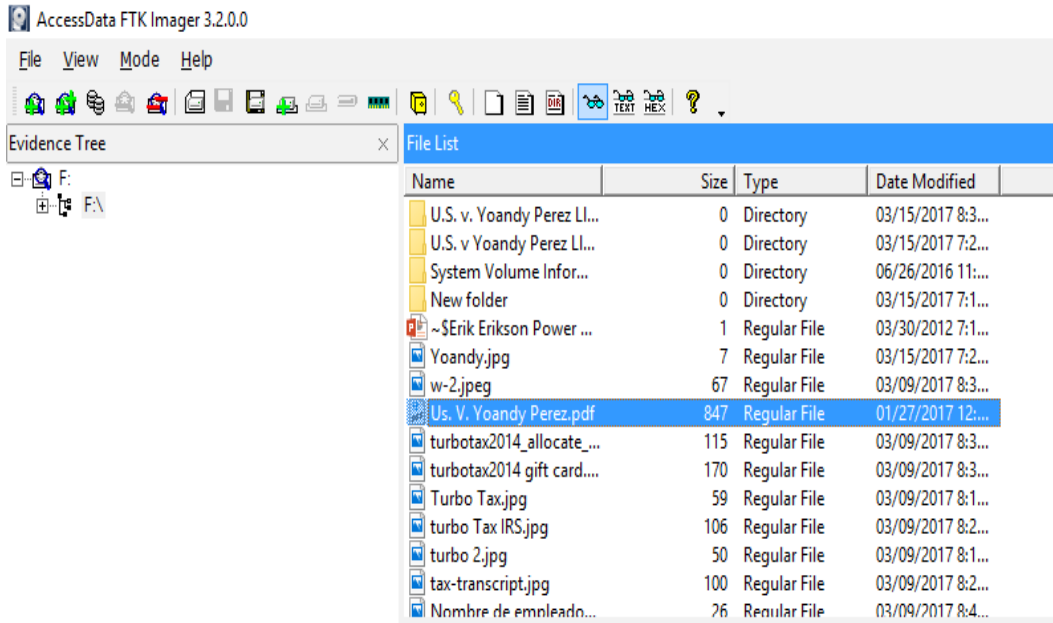 AccessData FTK Imager 3.2.0.0
File View Mode Help
TEXT HEX
Evidence Tree
File List
F:
F:\
Name Size Type Date Modified
U.S. v. Yoandy Perez Ll... 0 Directory 03/15/2017 8:3...
U.S. v Yoandy Perez Ll... 0 Directory 03/15/2017 7:2...
System Volume Infor... 0 Directory 06/26/2016 11:...
New folder 0 Directory 03/15/2017 7:1...
~$Erik Erikson Power ... 1 Regular File 03/30/2012 7:1...
Yoandy.jpg 7 Regular File 03/15/2017 7:2...
w-2.jpeg 67 Regular File 03/09/2017 8:3...
Us. V. Yoandy Perez.pdf 847 Regular File 01/27/2017 12:...
turbotax2014_allocate_... 115 Regular File 03/09/2017 8:3...
turbotax2014 gift card.... 170 Regular File 03/09/2017 8:3...
Turbo Tax.jpg 59 Regular File 03/09/2017 8:1...
turbo Tax IRS.jpg 106 Regular File 03/09/2017 8:2...
turbo 2.jpg 50 Regular File 03/09/2017 8:1...
tax-transcript.jpg 100 Regular File 03/09/2017 8:2...
Nombre de empleado... 26 Regular File 03/09/2017 8:4...